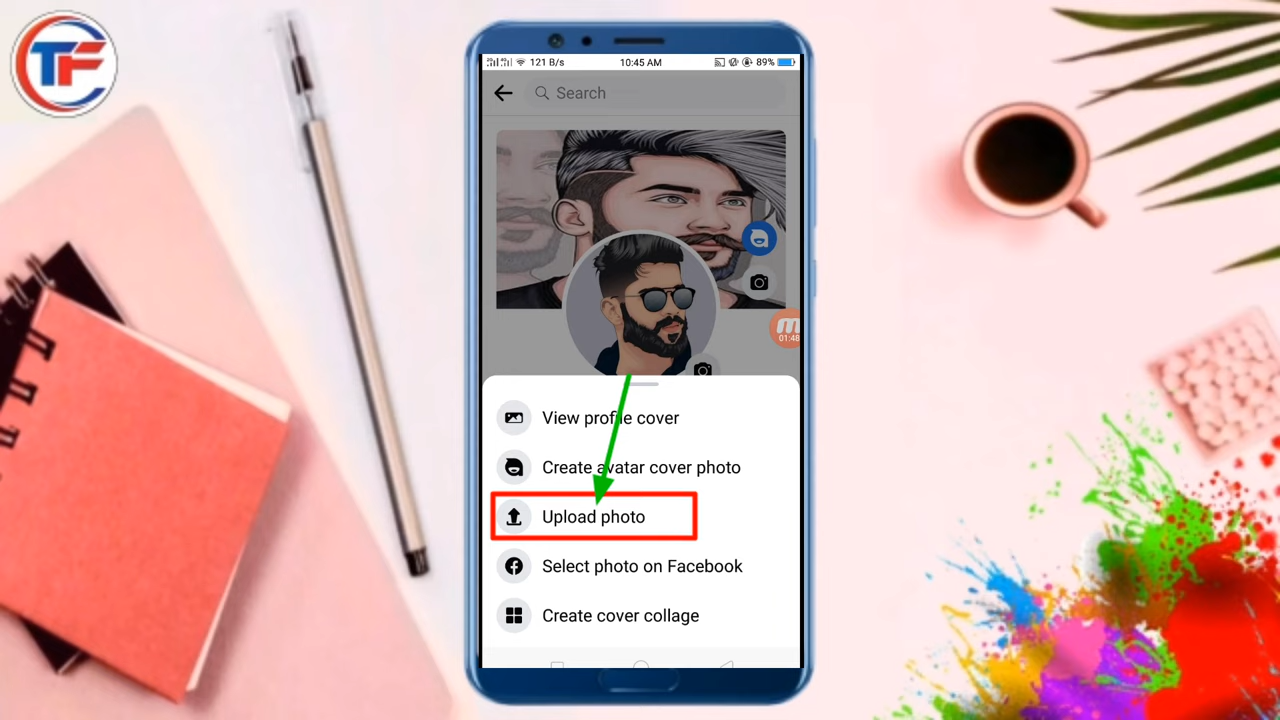 TF
121 B/s
10:45 AM
89%
Search
01:48
View profile cover
Create avatar cover photo
Upload photo
Select photo on Facebook
Create cover collage